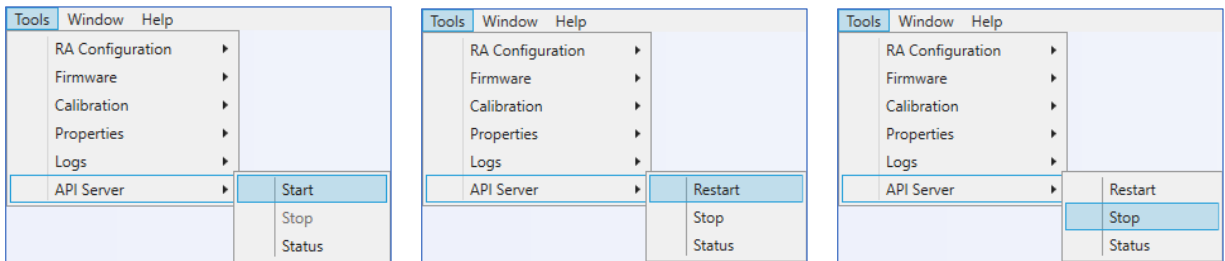 Tools Window Help
RA Configuration
Firmware
Calibration
Properties
Logs
API Server
Start
Stop
Status
Tools Window Help
RA Configuration
Firmware
Calibration
Properties
Logs
API Server
Restart
Stop
Status
Tools Window Help
RA Configuration
Firmware
Calibration
Properties
Logs
API Server
Restart
Stop
Status